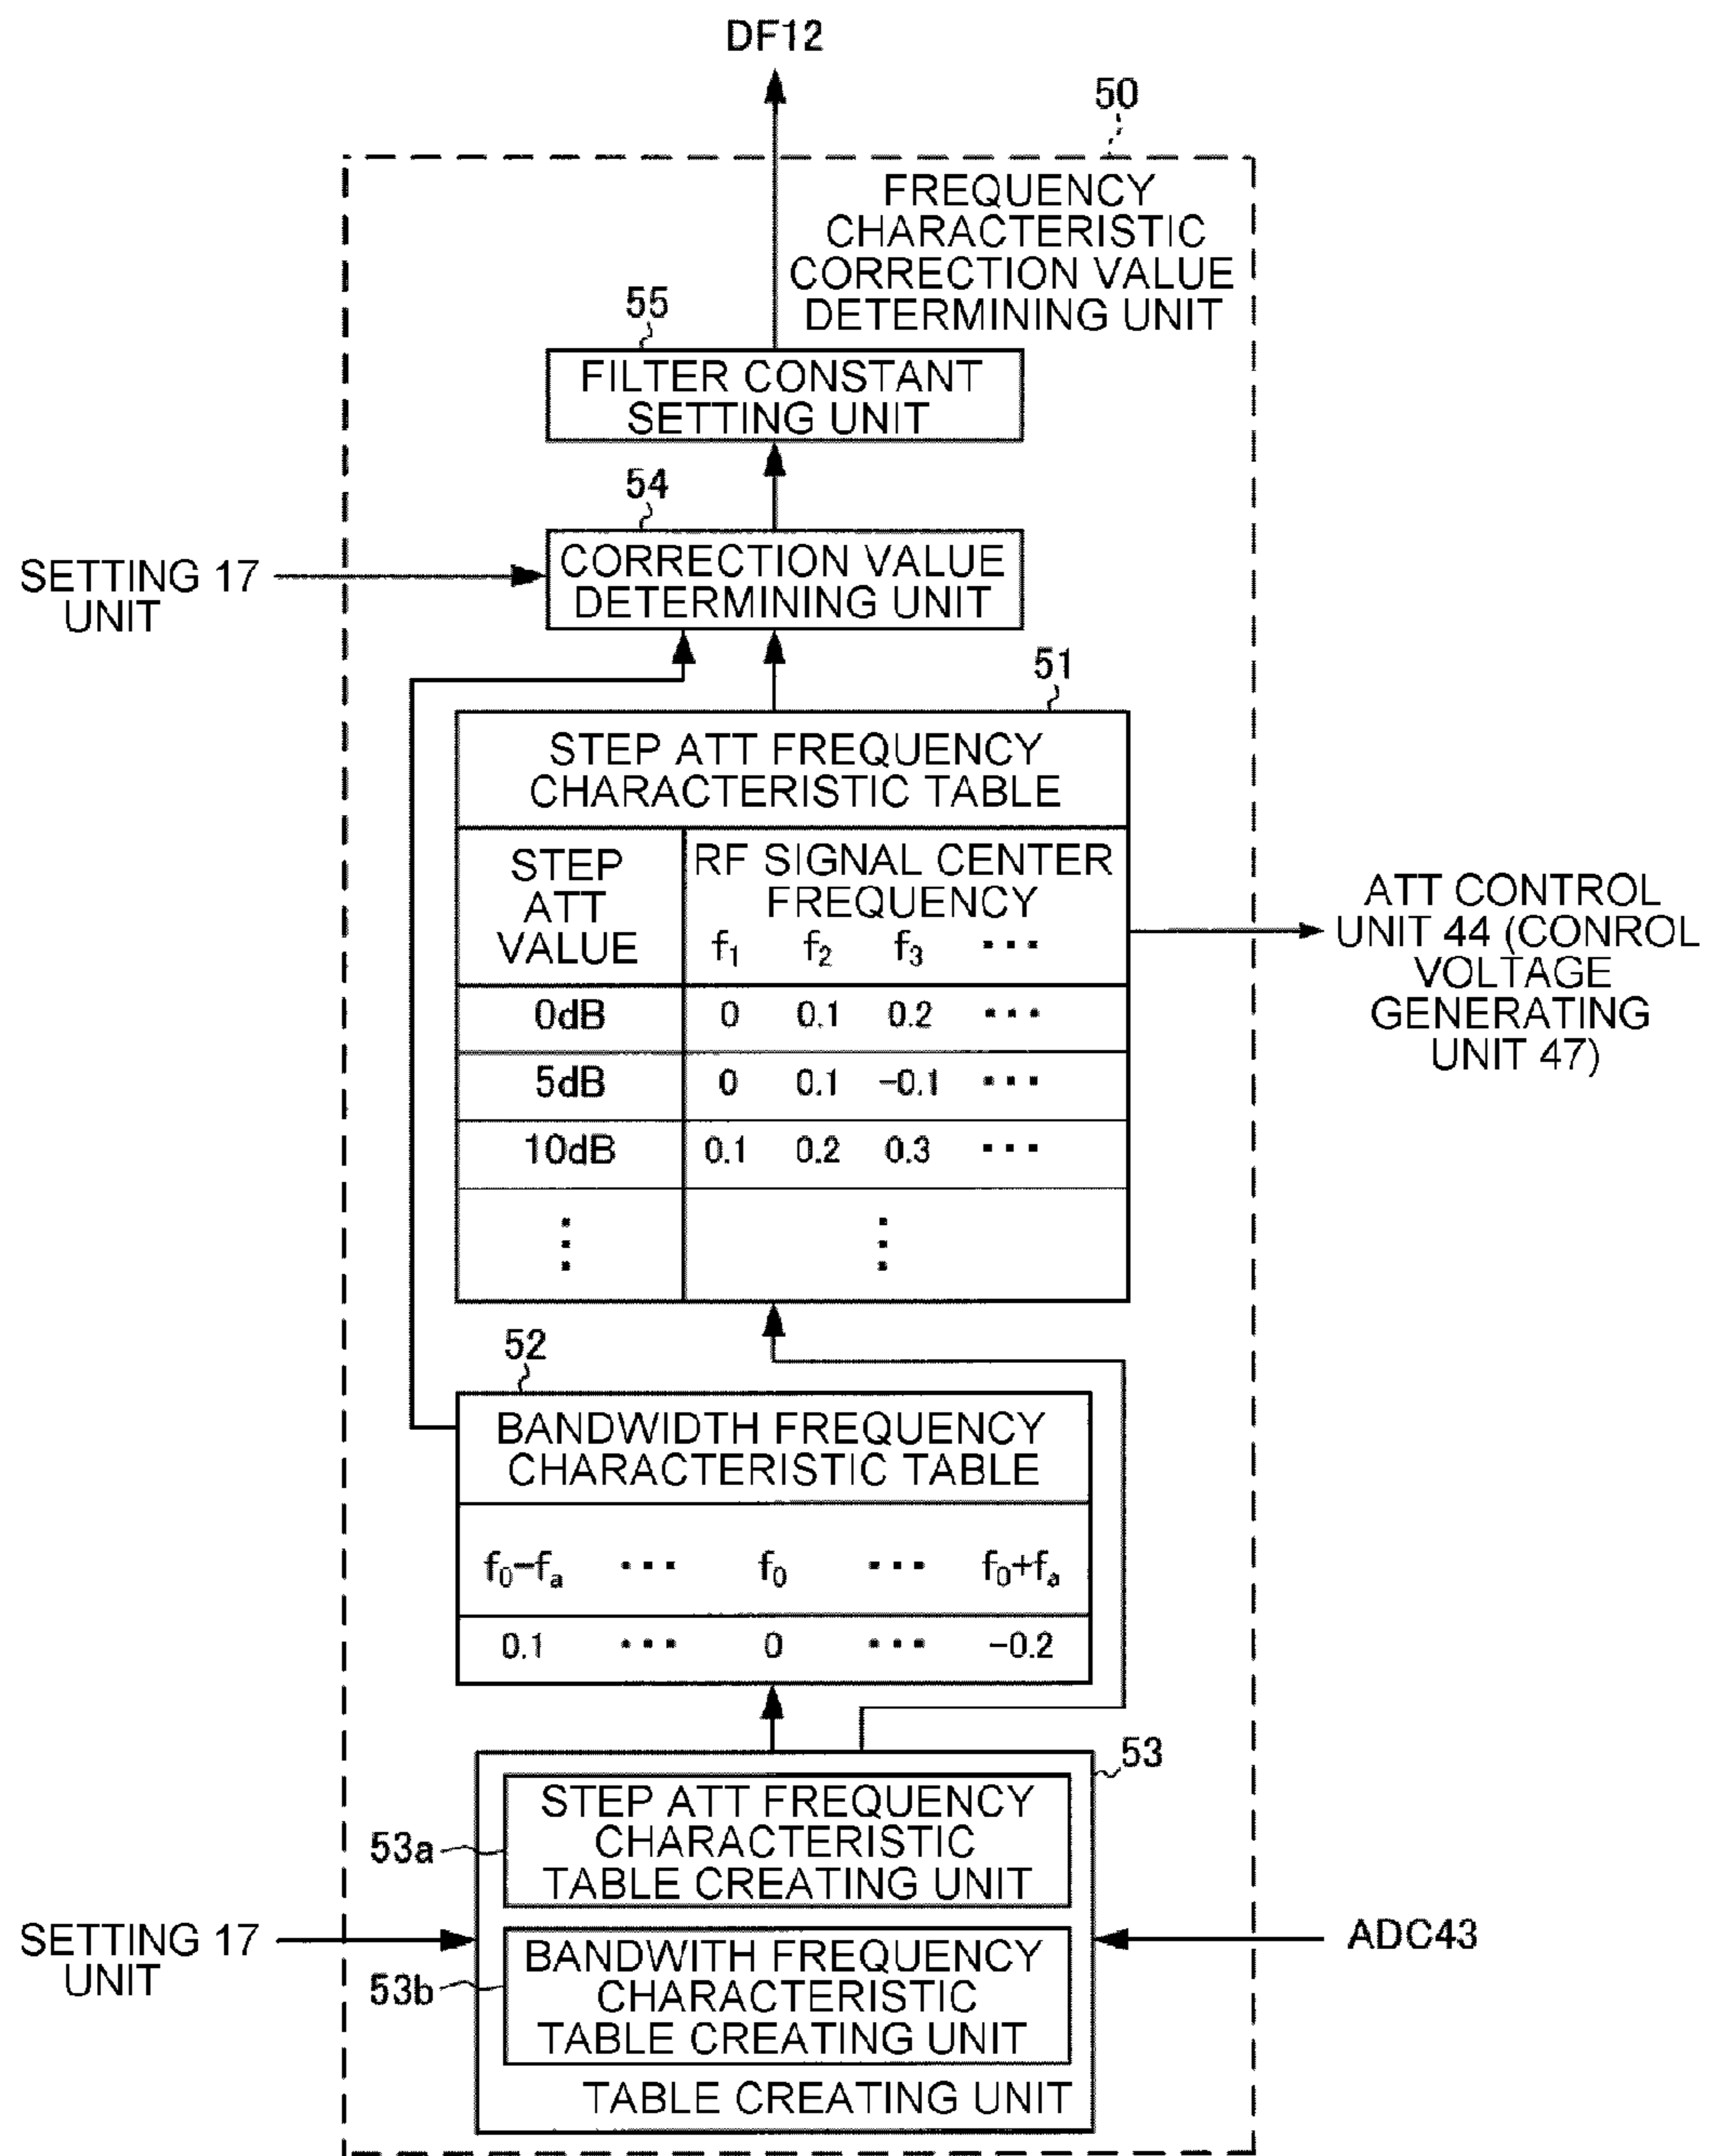 DF12
50
FREQUENCY
CHARACTERISTIC
CORRECTION VALUE
DETERMINING UNIT
55
FILTER CONSTANT
SETTING UNIT
54
SETTING 17
UNIT
CORRECTION VALUE
DETERMINING UNIT
51
STEP ATT FREQUENCY
CHARACTERISTIC TABLE
STEP
ATT
VALUE
RF SIGNAL CENTER
FREQUENCY
f₁ f₂ f₃ ...
0dB 0 0.1 0.2 ...
5dB 0 0.1 -0.1 ...
10dB 0.1 0.2 0.3 ...
⋮ ⋮
ATT CONTROL
UNIT 44 (CONROL
VOLTAGE
GENERATING
UNIT 47)
52
BANDWIDTH FREQUENCY
CHARACTERISTIC TABLE
f₀-fₐ ... f₀ ... f₀+fₐ
0.1 ... 0 ... -0.2
53
53a
STEP ATT FREQUENCY
CHARACTERISTIC
TABLE CREATING UNIT
SETTING 17
UNIT
53b
BANDWITH FREQUENCY
CHARACTERISTIC
TABLE CREATING UNIT
TABLE CREATING UNIT
ADC43